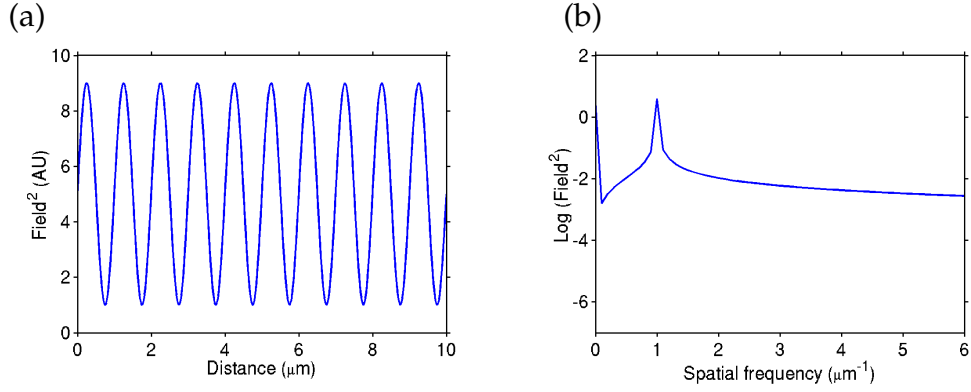 (a)
10
8
6
4
2
0
Field² (AU)
0 2 4 6 8 10
Distance (μm)
(b)
2
0
-2
-4
-6
Log (Field²)
0 1 2 3 4 5 6
Spatial frequency (μm⁻¹)